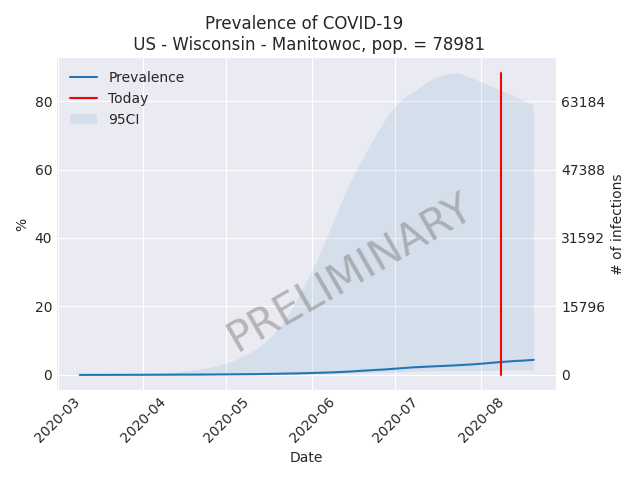 Prevalence of COVID-19
US - Wisconsin - Manitowoc, pop. = 78981
Prevalence
Today
95CI
80
60
40
20
0
%
63184
47388
31592
15796
0
# of infections
PRELIMINARY
2020-03
2020-04
2020-05
2020-06
2020-07
2020-08
Date